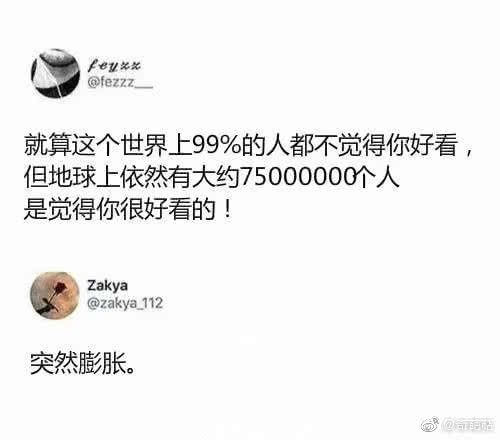 feyzz
@fezzz___
就算这个世界上99%的人都不觉得你好看，
但地球上依然有大约75000000个人
是觉得你很好看的！
Zakya
@zakya_112
突然膨胀。